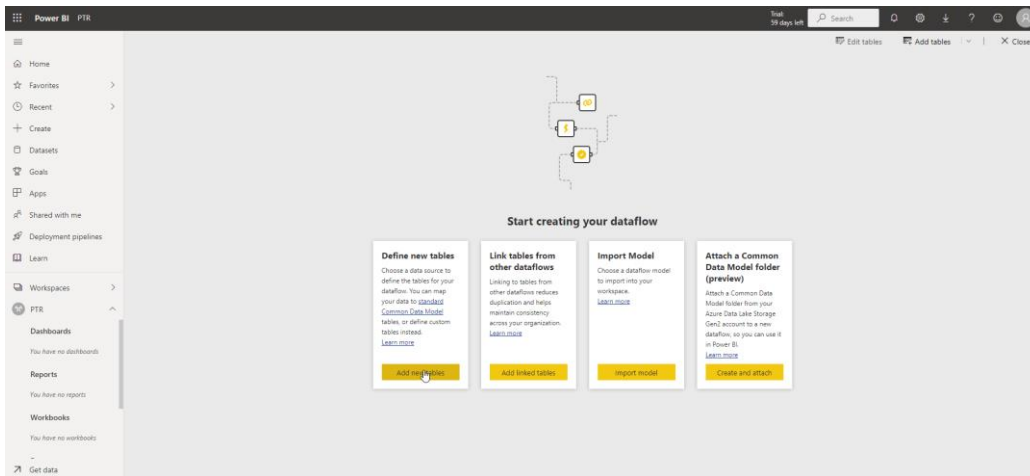 Power BI PTR
Trial:
59 days left
Search
?
Edit tables
Add tables
Close
Home
Favorites
Recent
Create
Datasets
Goals
Apps
Shared with me
Deployment pipelines
Learn
Workspaces
PTR
Dashboards
You have no dashboards
Reports
You have no reports
Workbooks
You have no workbooks
Get data
Start creating your dataflow
Define new tables
Choose a data source to
define the tables for your
dataflow. You can map
your data to standard
Common Data Model
tables, or define custom
tables instead.
Learn more
Add new tables
Link tables from
other dataflows
Linking to tables from
other dataflows reduces
duplication and helps
maintain consistency
across your organization.
Learn more
Add linked tables
Import Model
Choose a dataflow model
to import into your
workspace.
Learn more
Import model
Attach a Common
Data Model folder
(preview)
Attach a Common Data
Model folder from your
Azure Data Lake Storage
Gen2 account to a new
dataflow, so you can use it
in Power BI.
Learn more
Create and attach